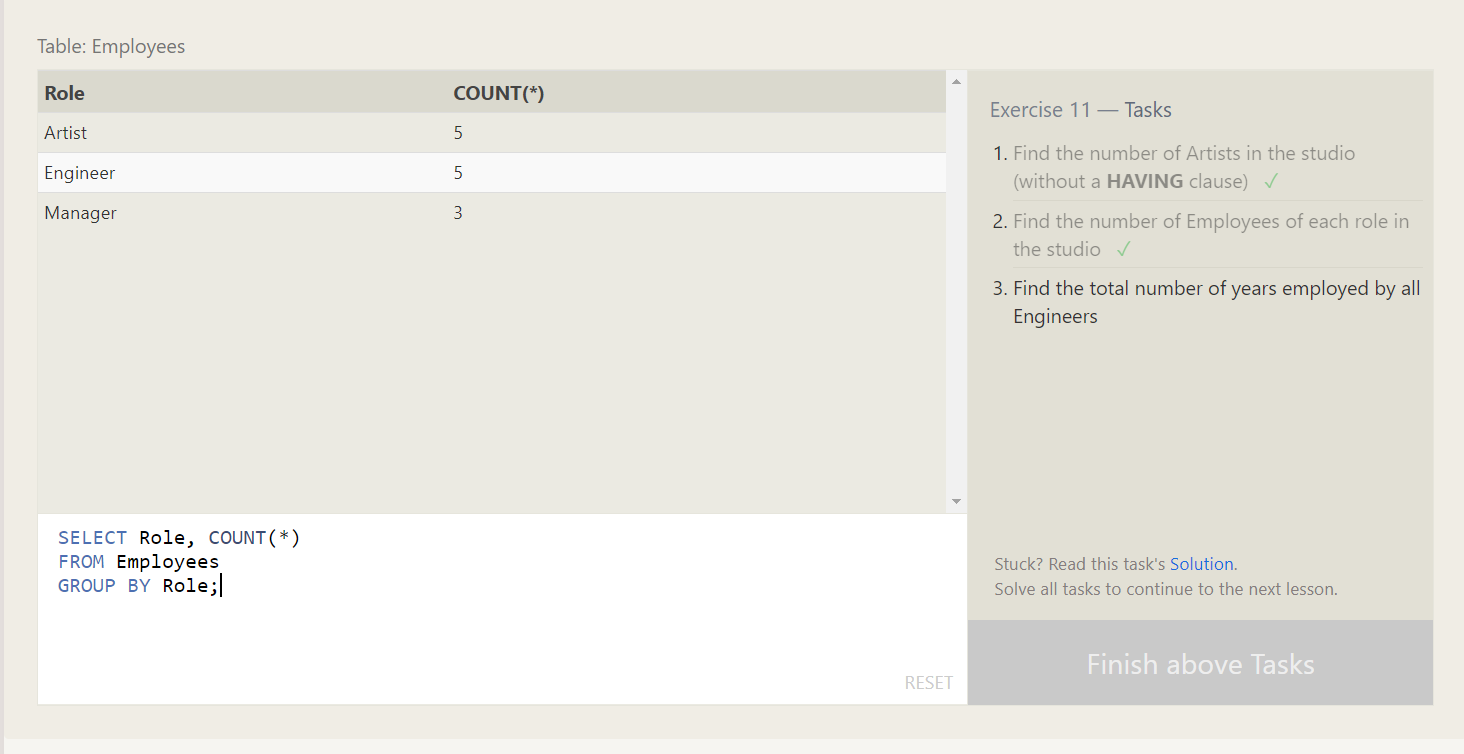 Table: Employees
Role COUNT(*)
Artist 5
Engineer 5
Manager 3
SELECT Role, COUNT(*)
FROM Employees
GROUP BY Role;
RESET
Exercise 11 — Tasks
1. Find the number of Artists in the studio
(without a HAVING clause) ✓
2. Find the number of Employees of each role in
the studio ✓
3. Find the total number of years employed by all
Engineers
Stuck? Read this task's Solution.
Solve all tasks to continue to the next lesson.
Finish above Tasks